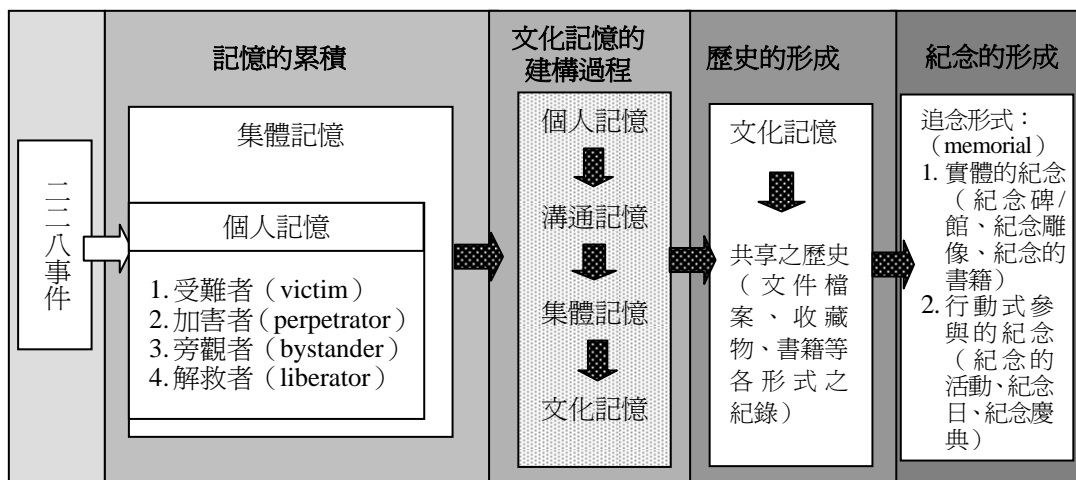 二二八事件
記憶的累積
集體記憶
個人記憶
1. 受難者（victim）
2. 加害者（perpetrator）
3. 旁觀者（bystander）
4. 解救者（liberator）
文化記憶的
建構過程
個人記憶
溝通記憶
集體記憶
文化記憶
歷史的形成
文化記憶
共享之歷史
（文件檔
案、收藏
物、書籍等
各形式之
紀錄）
紀念的形成
追念形式：
（memorial）
1. 實體的紀念
（紀念碑/
館、紀念雕
像、紀念的
書籍）
2. 行動式參
與的紀念
（紀念的
活動、紀念
日、紀念慶
典）